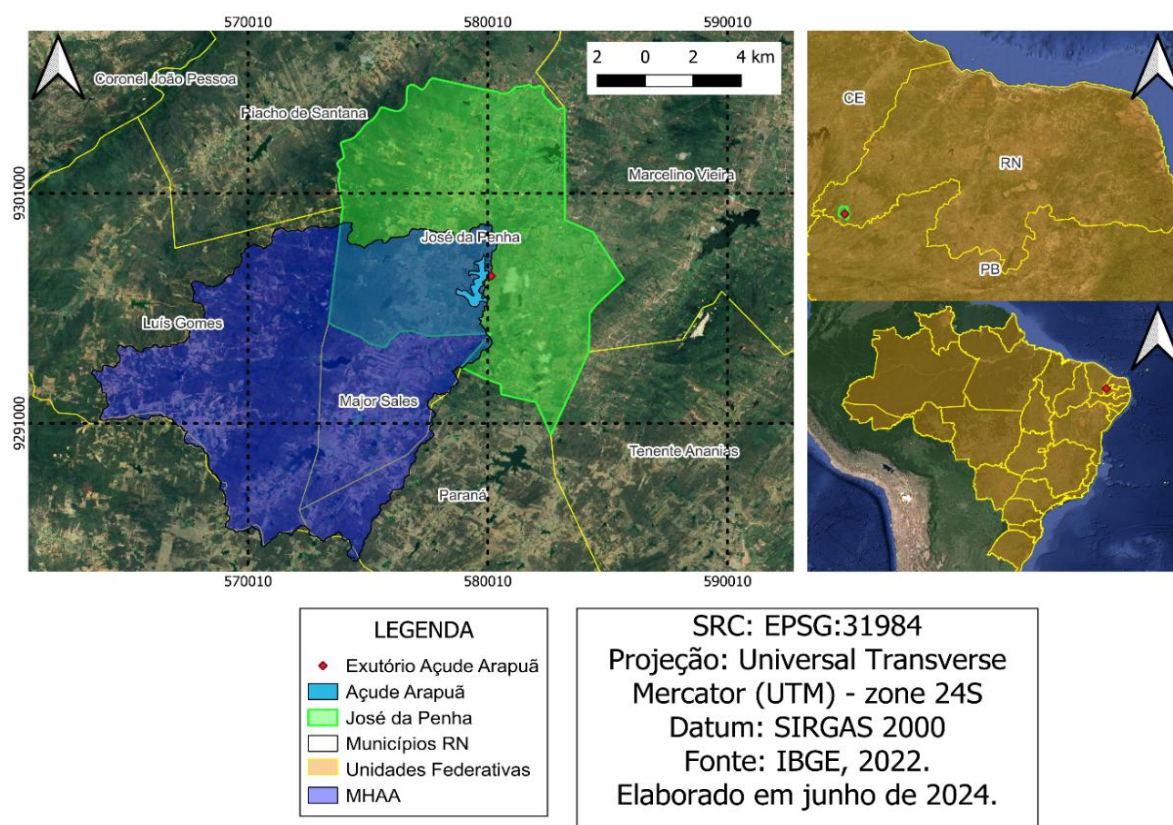 570010
580010
590010
2 0 2 4 km
Coronel João Pessoa
Riacho de Santana
Marcelino Vieira
9301000
José da Penha
Luís Gomes
Major Sales
9291000
Tenente Ananias
Paraná
570010
580010
590010
CE
RN
PB
LEGENDA
Exutório Açude Arapuã
Açude Arapuã
José da Penha
Municípios RN
Unidades Federativas
MHAA
SRC: EPSG:31984
Projeção: Universal Transverse
Mercator (UTM) - zone 24S
Datum: SIRGAS 2000
Fonte: IBGE, 2022.
Elaborado em junho de 2024.